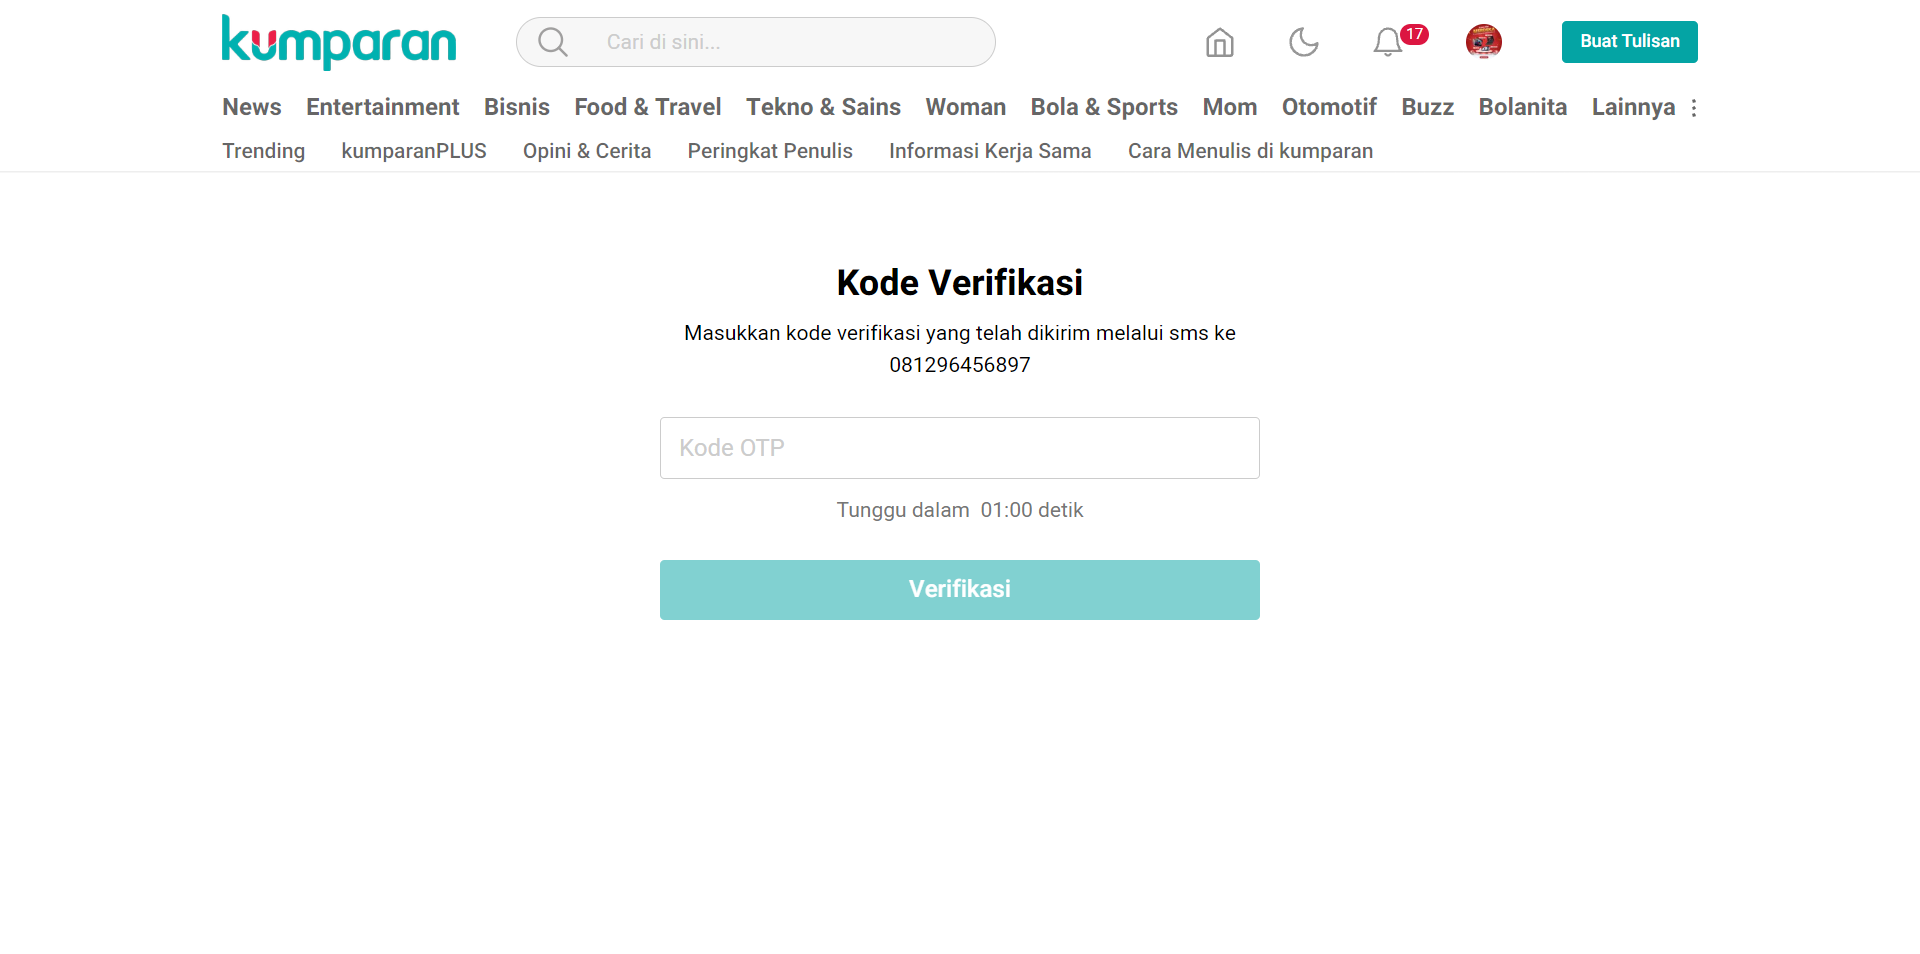 kumparan
Cari di sini...
17
Buat Tulisan
News Entertainment Bisnis Food & Travel Tekno & Sains Woman Bola & Sports Mom Otomotif Buzz Bolanita Lainnya
Trending kumparanPLUS Opini & Cerita Peringkat Penulis Informasi Kerja Sama Cara Menulis di kumparan
Kode Verifikasi
Masukkan kode verifikasi yang telah dikirim melalui sms ke
081296456897
Kode OTP
Tunggu dalam 01:00 detik
Verifikasi